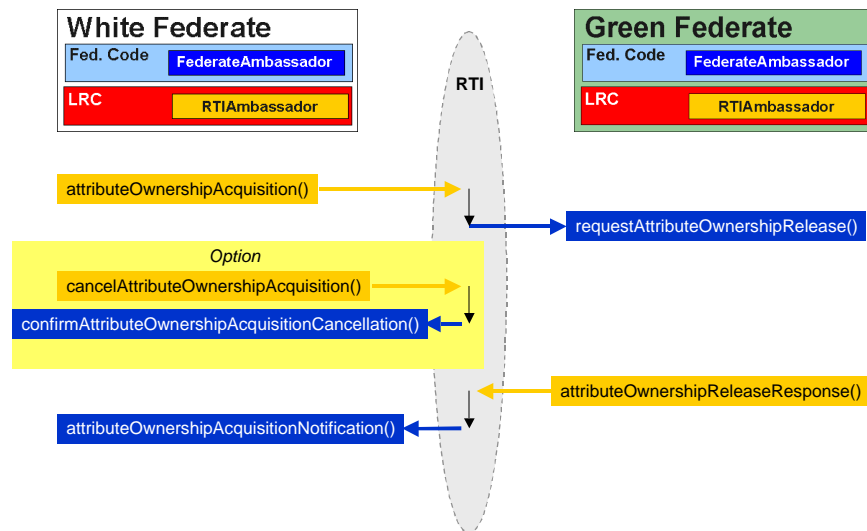 White Federate
Fed. Code
FederateAmbassador
LRC
RTIAmbassador
RTI
Green Federate
Fed. Code
FederateAmbassador
LRC
RTIAmbassador
attributeOwnershipAcquisition()
requestAttributeOwnershipRelease()
Option
cancelAttributeOwnershipAcquisition()
confirmAttributeOwnershipAcquisitionCancellation()
attributeOwnershipReleaseResponse()
attributeOwnershipAcquisitionNotification()